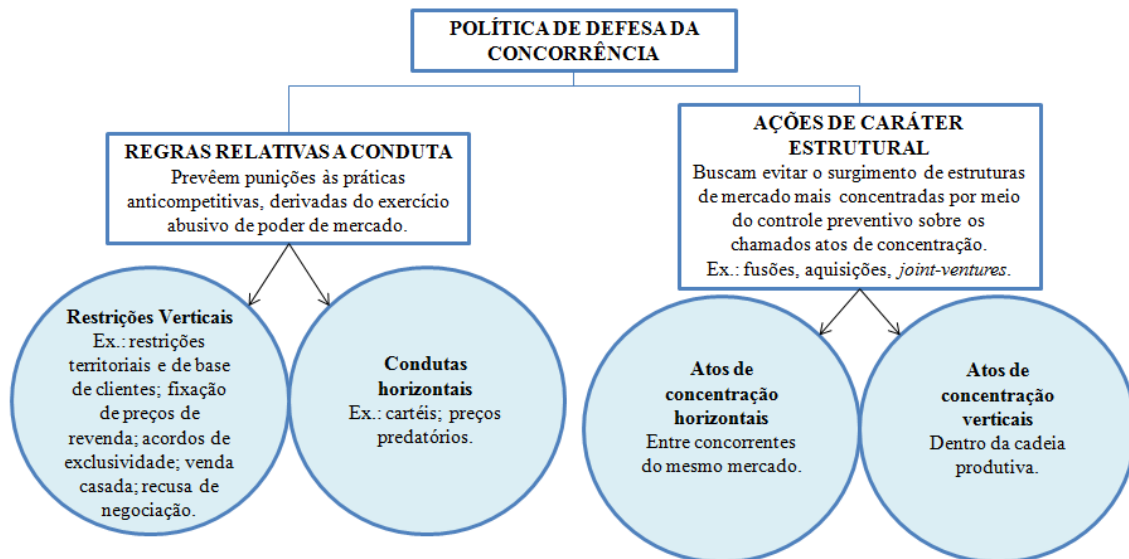 POLÍTICA DE DEFESA DA
CONCORRÊNCIA
REGRAS RELATIVAS A CONDUTA
Prevêem punições às práticas
anticompetitivas, derivadas do exercício
abusivo de poder de mercado.
AÇÕES DE CARÁTER
ESTRUTURAL
Buscam evitar o surgimento de estruturas
de mercado mais concentradas por meio
do controle preventivo sobre os
chamados atos de concentração.
Ex.: fusões, aquisições, joint-ventures.
Restrições Verticais
Ex.: restrições
territoriais e de base
de clientes; fixação
de preços de
revenda; acordos de
exclusividade; venda
casada; recusa de
negociação.
Condutas
horizontais
Ex.: cartéis; preços
predatórios.
Atos de
concentração
horizontais
Entre concorrentes
do mesmo mercado.
Atos de
concentração
verticais
Dentro da cadeia
produtiva.